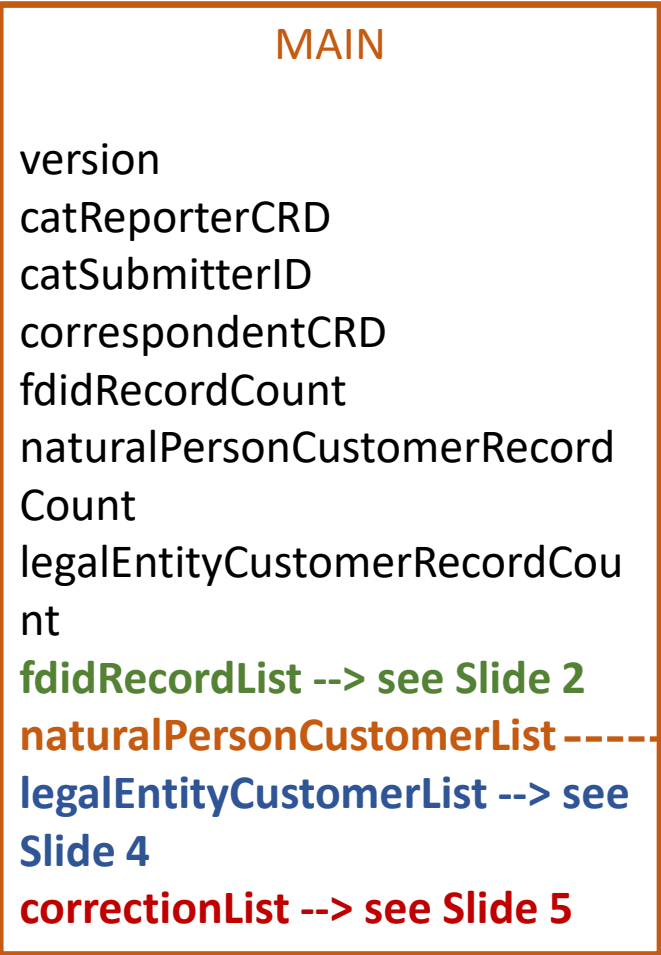 MAIN
version
catReporterCRD
catSubmitterID
correspondentCRD
fdidRecordCount
naturalPersonCustomerRecord
Count
legalEntityCustomerRecordCou
nt
fdidRecordList --> see Slide 2
naturalPersonCustomerList -----
legalEntityCustomerList --> see
Slide 4
correctionList --> see Slide 5